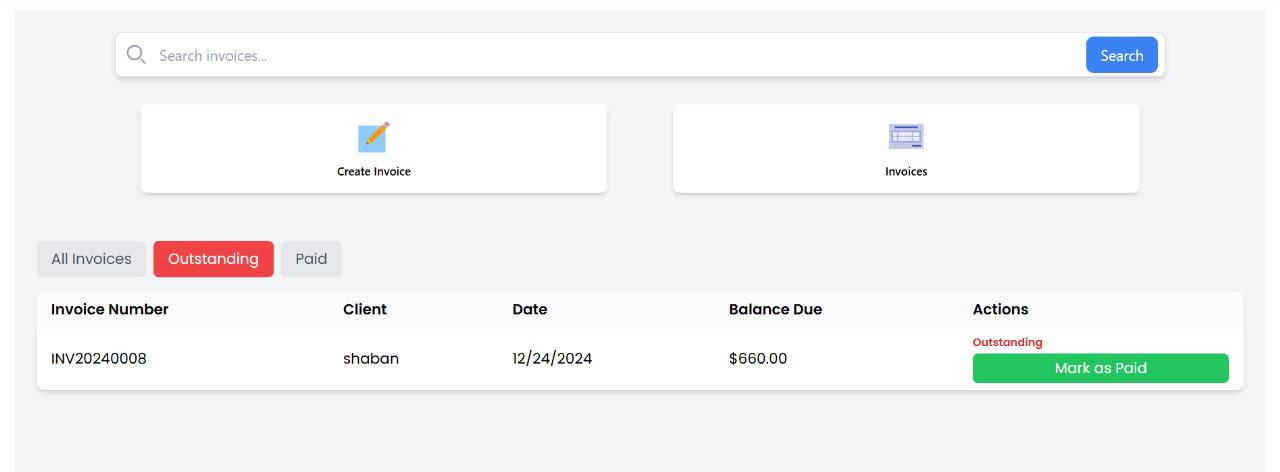 Search invoices...
Search
Create Invoice
Invoices
All Invoices Outstanding Paid
Invoice Number Client Date Balance Due Actions
Outstanding
INV20240008 shaban 12/24/2024 $660.00
Mark as Paid